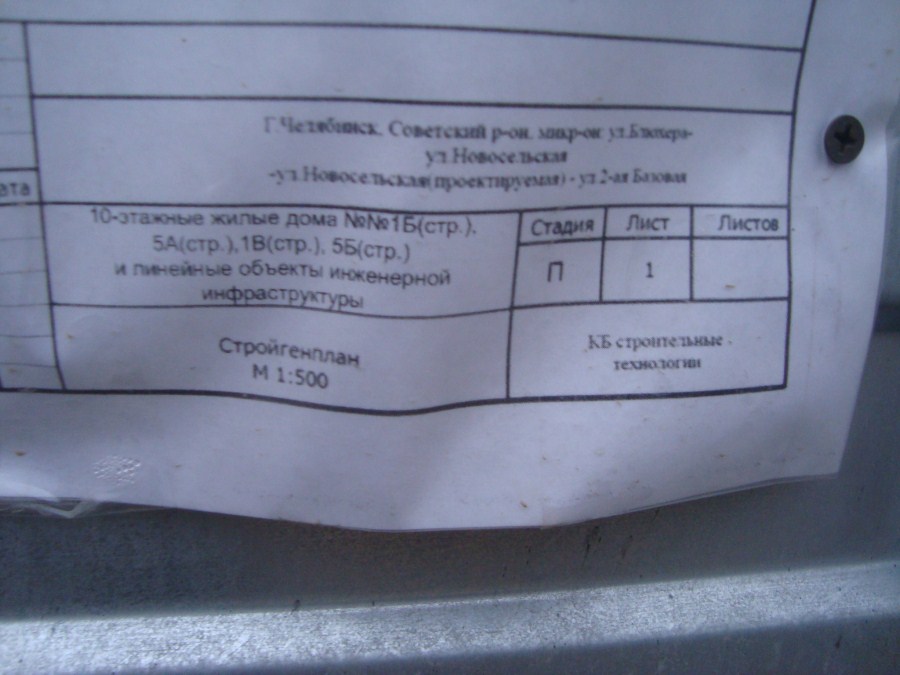 Г.Челябинск, Советский р-он, микр-он ул.Блюхера-
ул.Новосельская
-ул.Новосельская(проектируемая) - ул 2-ая Базовая
ата
10-этажные жилые дома №№1Б(стр.),
5А(стр.),1В(стр.), 5Б(стр.)
и линейные объекты инженерной
инфраструктуры
Стадия Лист Листов
П 1
Стройгенплан
М 1:500
КБ строительные
технологии